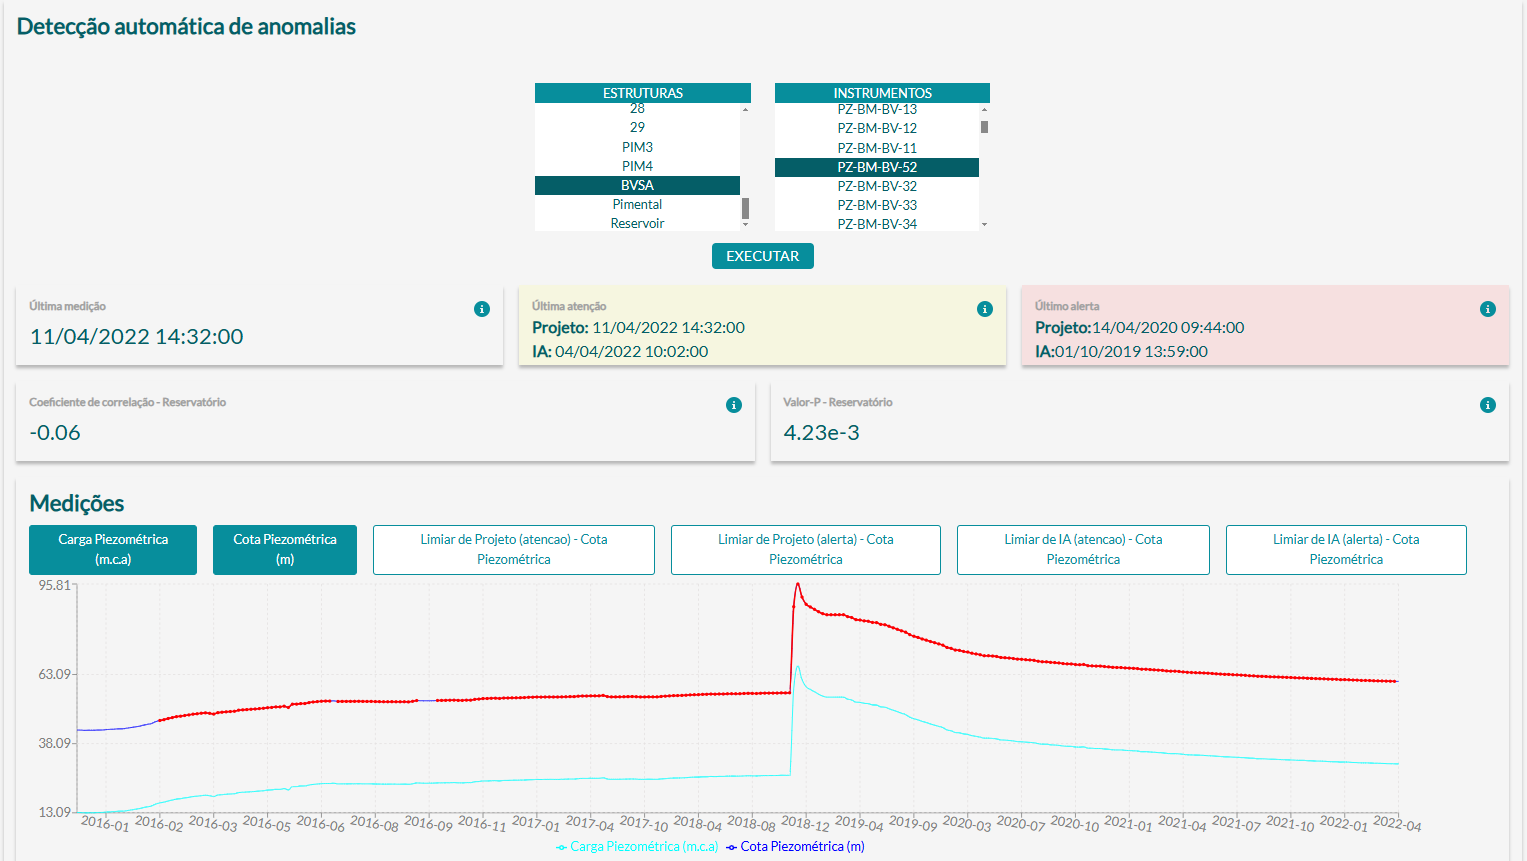 Detecção automática de anomalias
ESTRUTURAS
28
29
PIM3
PIM4
BVSA
Pimental
Reservoir
INSTRUMENTOS
PZ-BM-BV-13
PZ-BM-BV-12
PZ-BM-BV-11
PZ-BM-BV-52
PZ-BM-BV-32
PZ-BM-BV-33
PZ-BM-BV-34
EXECUTAR
Última medição
11/04/2022 14:32:00
Última atenção
Projeto: 11/04/2022 14:32:00
IA: 04/04/2022 10:02:00
Último alerta
Projeto:14/04/2020 09:44:00
IA:01/10/2019 13:59:00
Coeficiente de correlação - Reservatório
-0.06
Valor-P - Reservatório
4.23e-3
Medições
Carga Piezométrica
(m.c.a)
Cota Piezométrica
(m)
Limiar de Projeto (atencao) - Cota
Piezométrica
Limiar de Projeto (alerta) - Cota
Piezométrica
Limiar de IA (atencao) - Cota
Piezométrica
Limiar de IA (alerta) - Cota
Piezométrica
95.81
63.09
38.09
13.09
2016-01 2016-02 2016-03 2016-05 2016-06 2016-08 2016-09 2016-11 2017-01 2017-04 2017-10 2018-04 2018-08 2018-12 2019-04 2019-09 2020-03 2020-07 2020-10 2021-01 2021-04 2021-07 2021-10 2022-01 2022-04
Carga Piezométrica (m.c.a) Cota Piezométrica (m)